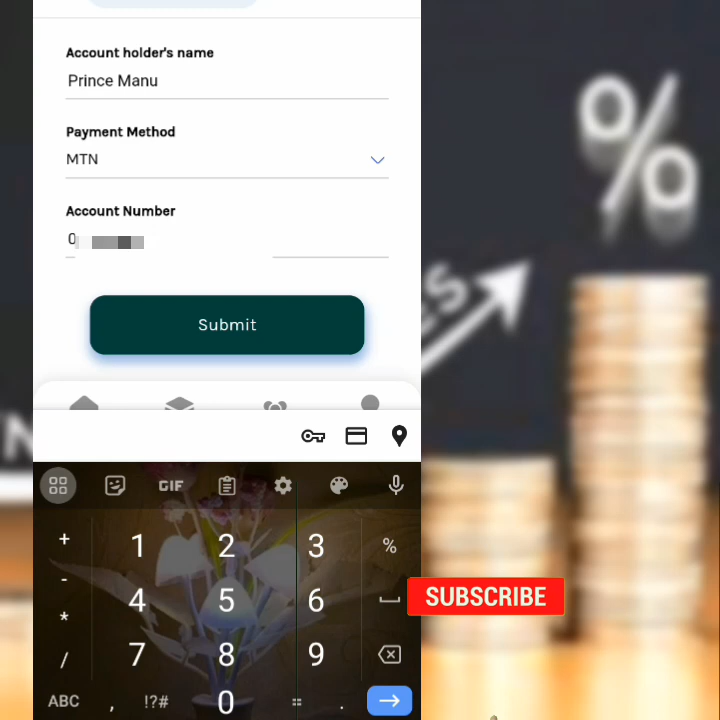 Account holder's name
Prince Manu
Payment Method
MTN
Account Number
0
Submit
%
GIF
+ 1 2 3 %
- 4 5 6
SUBSCRIBE
*
/ 7 8 9
ABC , !?# 0 = .